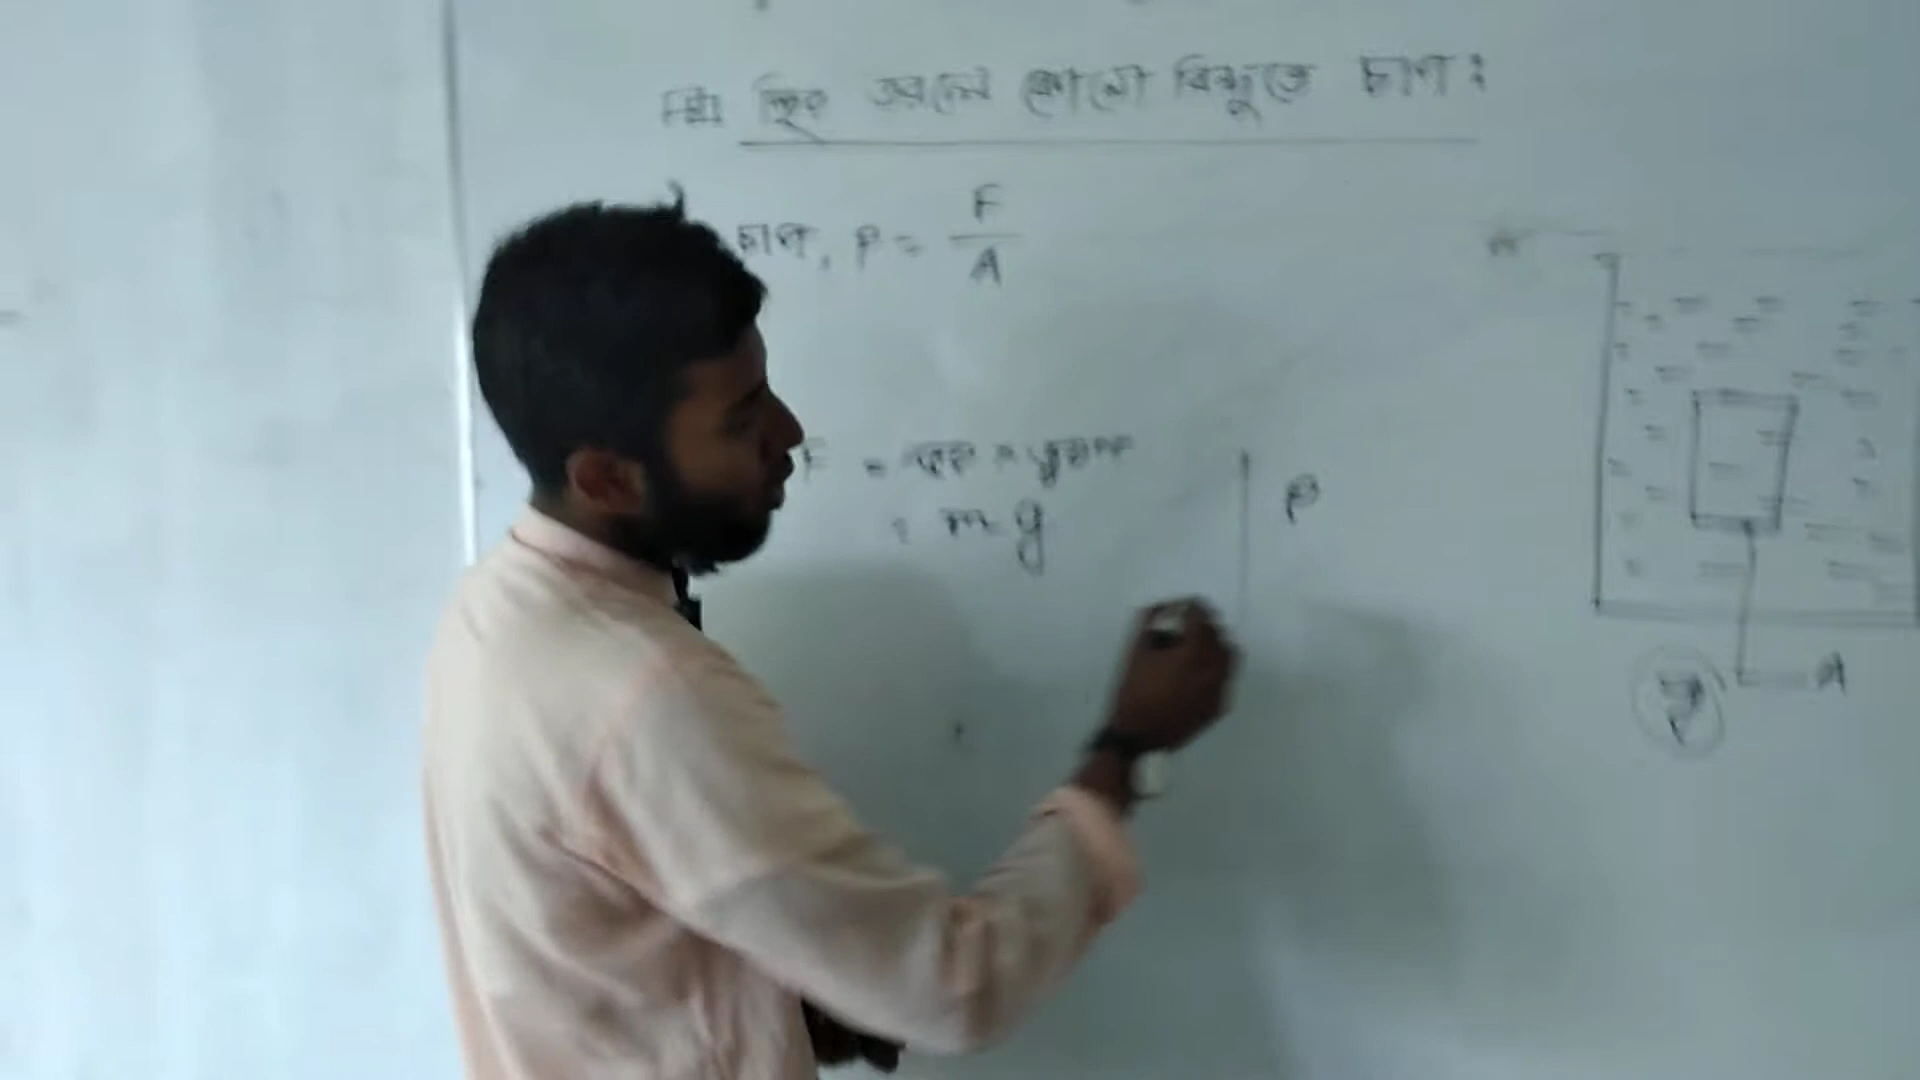 স্থির তরলে কোনো বিন্দুতে চাপ :
চাপ, P = F/A
F = ভর × ত্বরণ
= mg
P
A